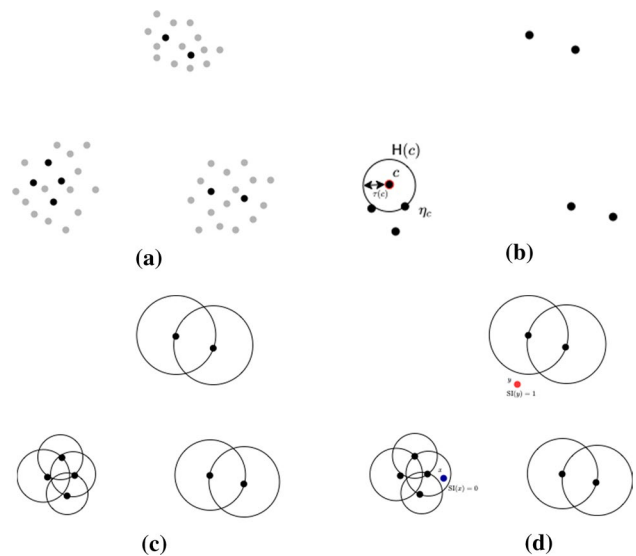 H(c)
c
τ(c)
η_c
(a)
(b)
y
SI(y) = 1
x
SI(x) = 0
(c)
(d)